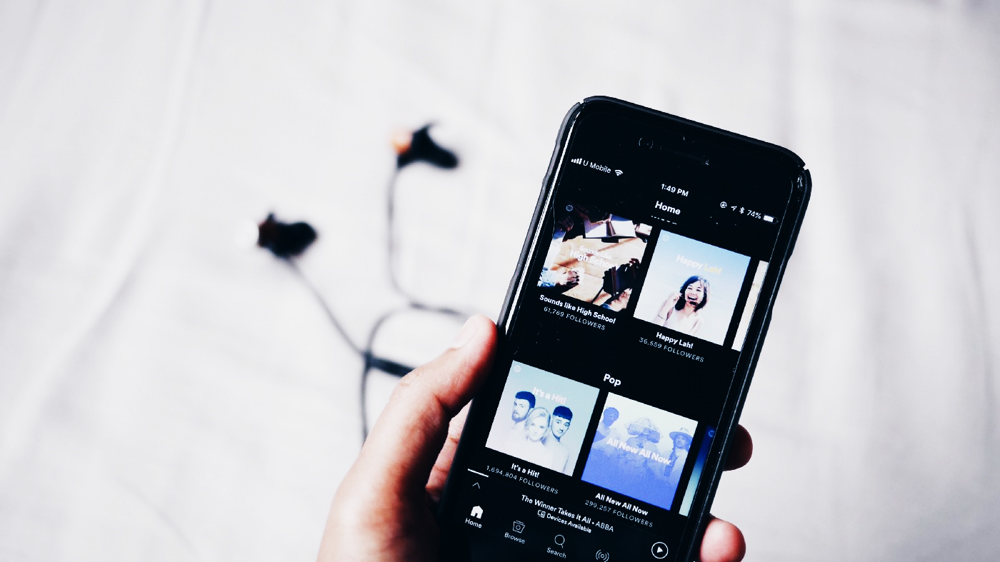 U Mobile
1:49 PM
74%
Home
Sounds like
High School
Happy Lah!
Sounds like High School
61,769 FOLLOWERS
Happy Lah!
36,559 FOLLOWERS
Pop
It's a Hit!
All New All Now
It's a Hit!
1,694,804 FOLLOWERS
All New All Now
299,257 FOLLOWERS
The Winner Takes It All • ABBA
Devices Available
Home
Browse
Search